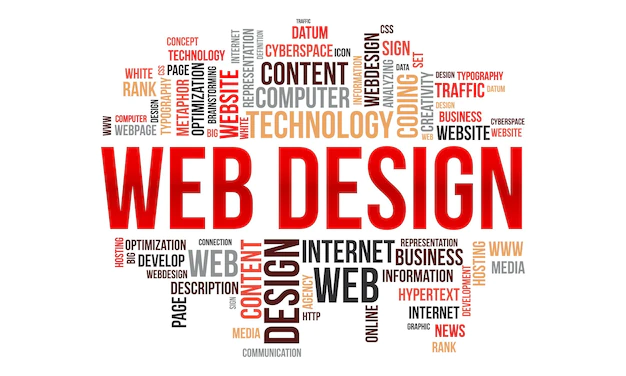 TRAFFIC
DATUM
CSS
CONCEPT
INTERNET
REPRESENTATION
DEFINITION
CYBERSPACE
ICON
WEBDESIGN
SIGN
SET
TECHNOLOGY
WHITE
CSS
PAGE
OPTIMIZATION
BRAINSTORMING
WEBSITE
CONTENT
INFORMATION
ANALYZING
DATA
CODING
CREATIVITY
DESIGN
TYPOGRAPHY
RANK
DESIGN
TYPOGRAPHY
METAPHOR
COMPUTER
TRAFFIC
DATUM
DESIGN
WWW
COMPUTER
WEBPAGE
BIG
WHITE
TECHNOLOGY
WEB
BUSINESS
CYBERSPACE
WEBSITE
WEBSITE
WEB DESIGN
HOSTING
OPTIMIZATION
BIG
DEVELOP
WEBDESIGN
CONNECTION
WEB
CONTENT
DESIGN
INTERNET
REPRESENTATION
BUSINESS
HOSTING
WWW
MEDIA
DESCRIPTION
PAGE
SIGN
AGENCY
WEB
INFORMATION
HYPERTEXT
DEVELOPMENT
HTTP
ONLINE
INTERNET
MEDIA
GRAPHIC
NEWS
COMMUNICATION
RANK